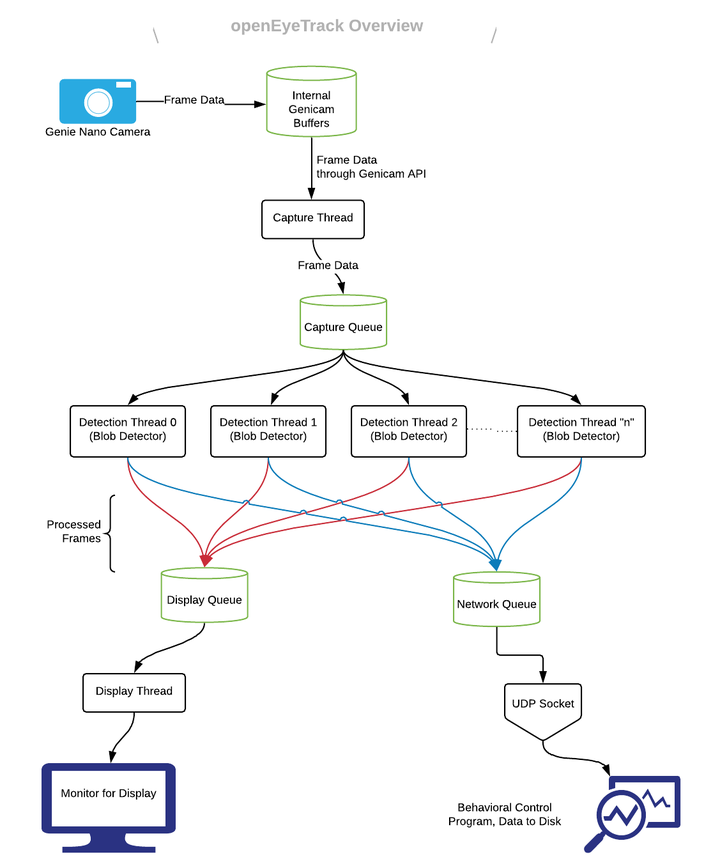 openEyeTrack Overview
Frame Data
Internal
Genicam
Buffers
Genie Nano Camera
Frame Data
through Genicam API
Capture Thread
Frame Data
Capture Queue
Detection Thread 0
(Blob Detector)
Detection Thread 1
(Blob Detector)
Detection Thread 2
(Blob Detector)
Detection Thread "n"
(Blob Detector)
Processed
Frames
Display Queue
Network Queue
Display Thread
UDP Socket
Monitor for Display
Behavioral Control
Program, Data to Disk